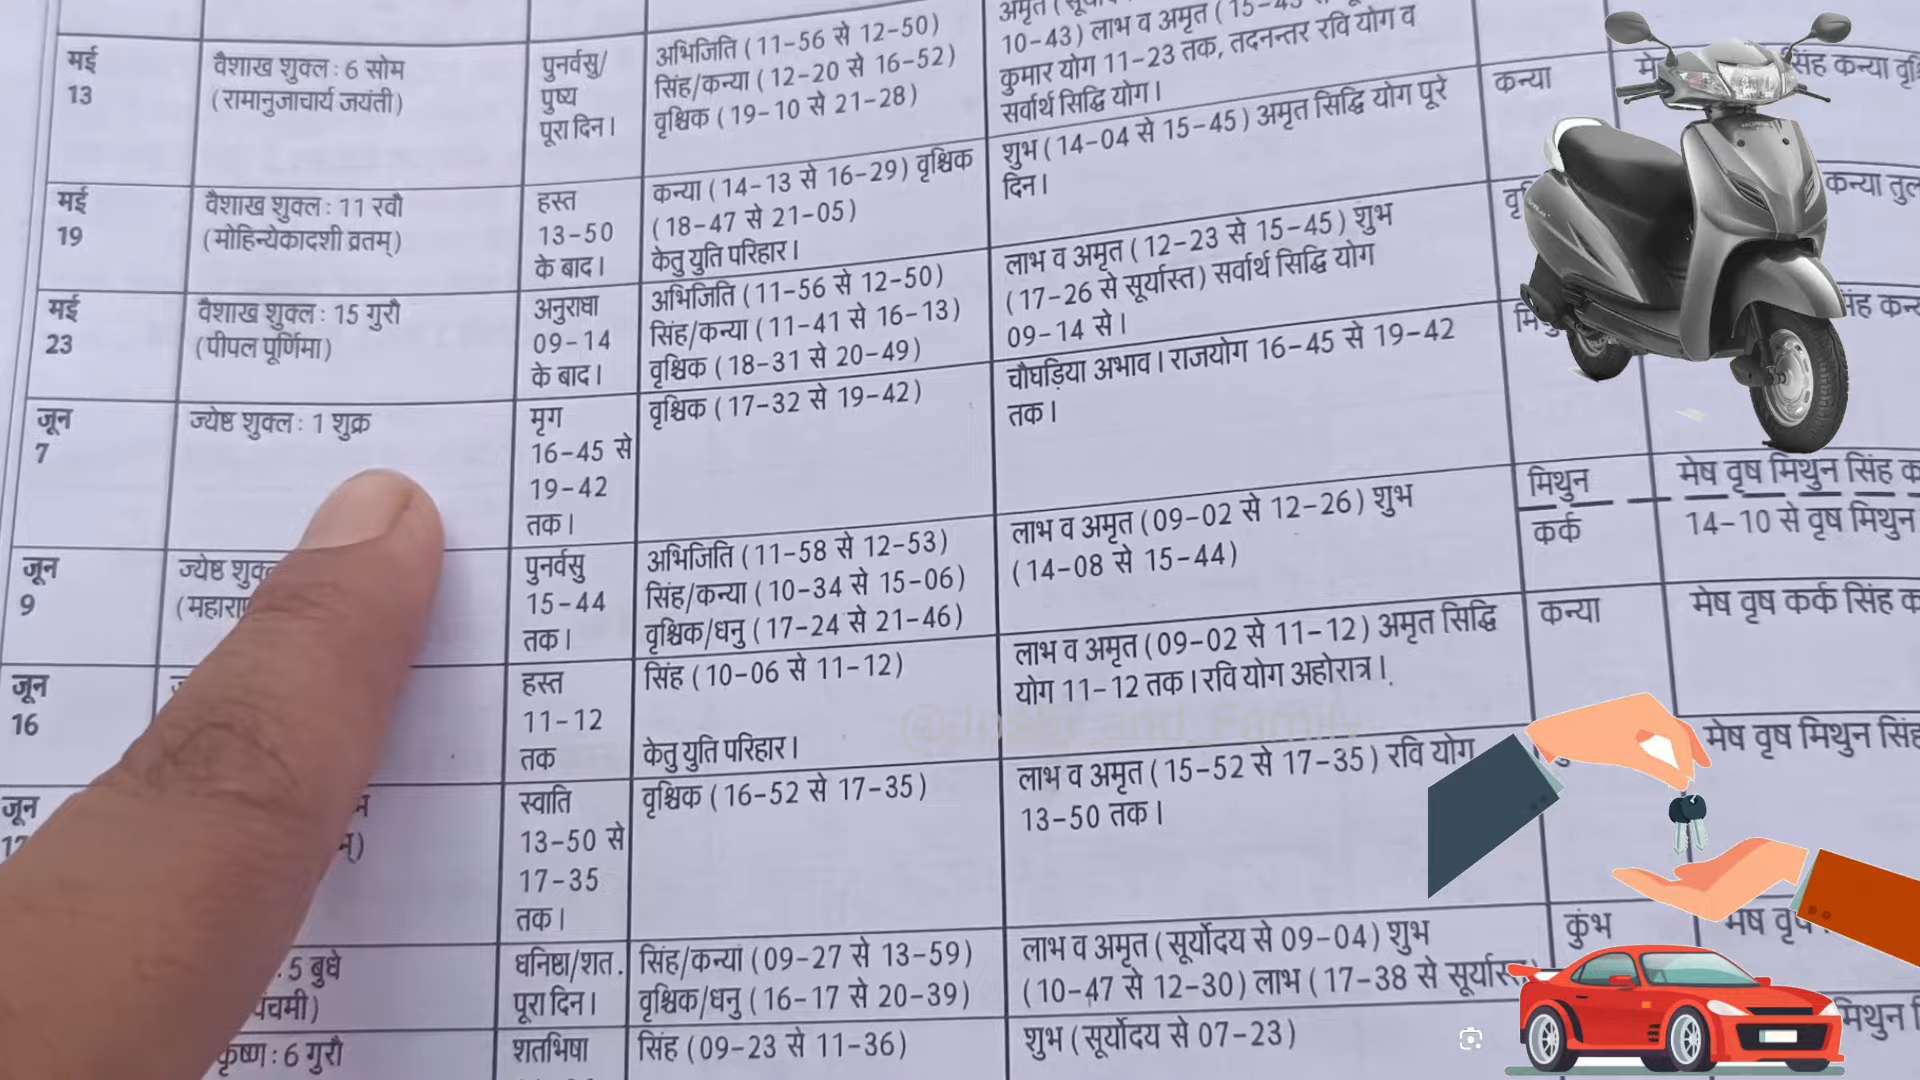 मई
13
वैशाख शुक्ल: 6 सोम
(रामानुजाचार्य जयंती)
पुनर्वसु/
पुष्य
पूरा दिन।
अभिजिति (11-56 से 12-50)
सिंह/कन्या (12-20 से 16-52)
वृश्चिक (19-10 से 21-28)
10-43) लाभ व अमृत (15-45
कुमार योग 11-23 तक, तदनन्तर रवि योग व
सर्वार्थ सिद्धि योग।
कन्या
सिंह कन्या
मई
19
वैशाख शुक्ल: 11 रवौ
(मोहिन्येकादशी व्रतम्)
हस्त
13-50
के बाद।
कन्या (14-13 से 16-29) वृश्चिक
(18-47 से 21-05)
केतु युति परिहार।
शुभ (14-04 से 15-45) अमृत सिद्धि योग पूरे
दिन।
कन्या
मई
23
वैशाख शुक्ल: 15 गुरौ
(पीपल पूर्णिमा)
अनुराधा
09-14
के बाद।
अभिजिति (11-56 से 12-50)
सिंह/कन्या (11-41 से 16-13)
वृश्चिक (18-31 से 20-49)
लाभ व अमृत (12-23 से 15-45) शुभ
(17-26 से सूर्यास्त) सर्वार्थ सिद्धि योग
09-14 से।
जून
7
ज्येष्ठ शुक्ल: 1 शुक्र
मृग
16-45 से
19-42
तक।
वृश्चिक (17-32 से 19-42)
चौघड़िया अभाव। राजयोग 16-45 से 19-42
तक।
जून
9
ज्येष्ठ
पुनर्वसु
15-44
तक।
अभिजिति (11-58 से 12-53)
सिंह/कन्या (10-34 से 15-06)
वृश्चिक/धनु (17-24 से 21-46)
लाभ व अमृत (09-02 से 12-26) शुभ
(14-08 से 15-44)
मिथुन
कर्क
मेष वृष मिथुन सिंह
14-10 से वृष मिथुन
जून
16
हस्त
11-12
तक
सिंह (10-06 से 11-12)
केतु युति परिहार।
लाभ व अमृत (09-02 से 11-12) अमृत सिद्धि
योग 11-12 तक। रवि योग अहोरात्र।
कन्या
मेष वृष कर्क सिंह
जून
स्वाति
13-50 से
17-35
तक।
वृश्चिक (16-52 से 17-35)
लाभ व अमृत (15-52 से 17-35) रवि योग
13-50 तक।
मेष वृष मिथुन सिंह
5 बुधे
धनिष्ठा/शत.
पूरा दिन।
सिंह/कन्या (09-27 से 13-59)
वृश्चिक/धनु (16-17 से 20-39)
लाभ व अमृत (सूर्योदय से 09-04) शुभ
(10-47 से 12-30) लाभ (17-38 से सूर्यास्त)
कुंभ
मेष
कृष्ण: 6 गुरौ
शतभिषा
सिंह (09-23 से 11-36)
शुभ (सूर्योदय से 07-23)
मिथुन